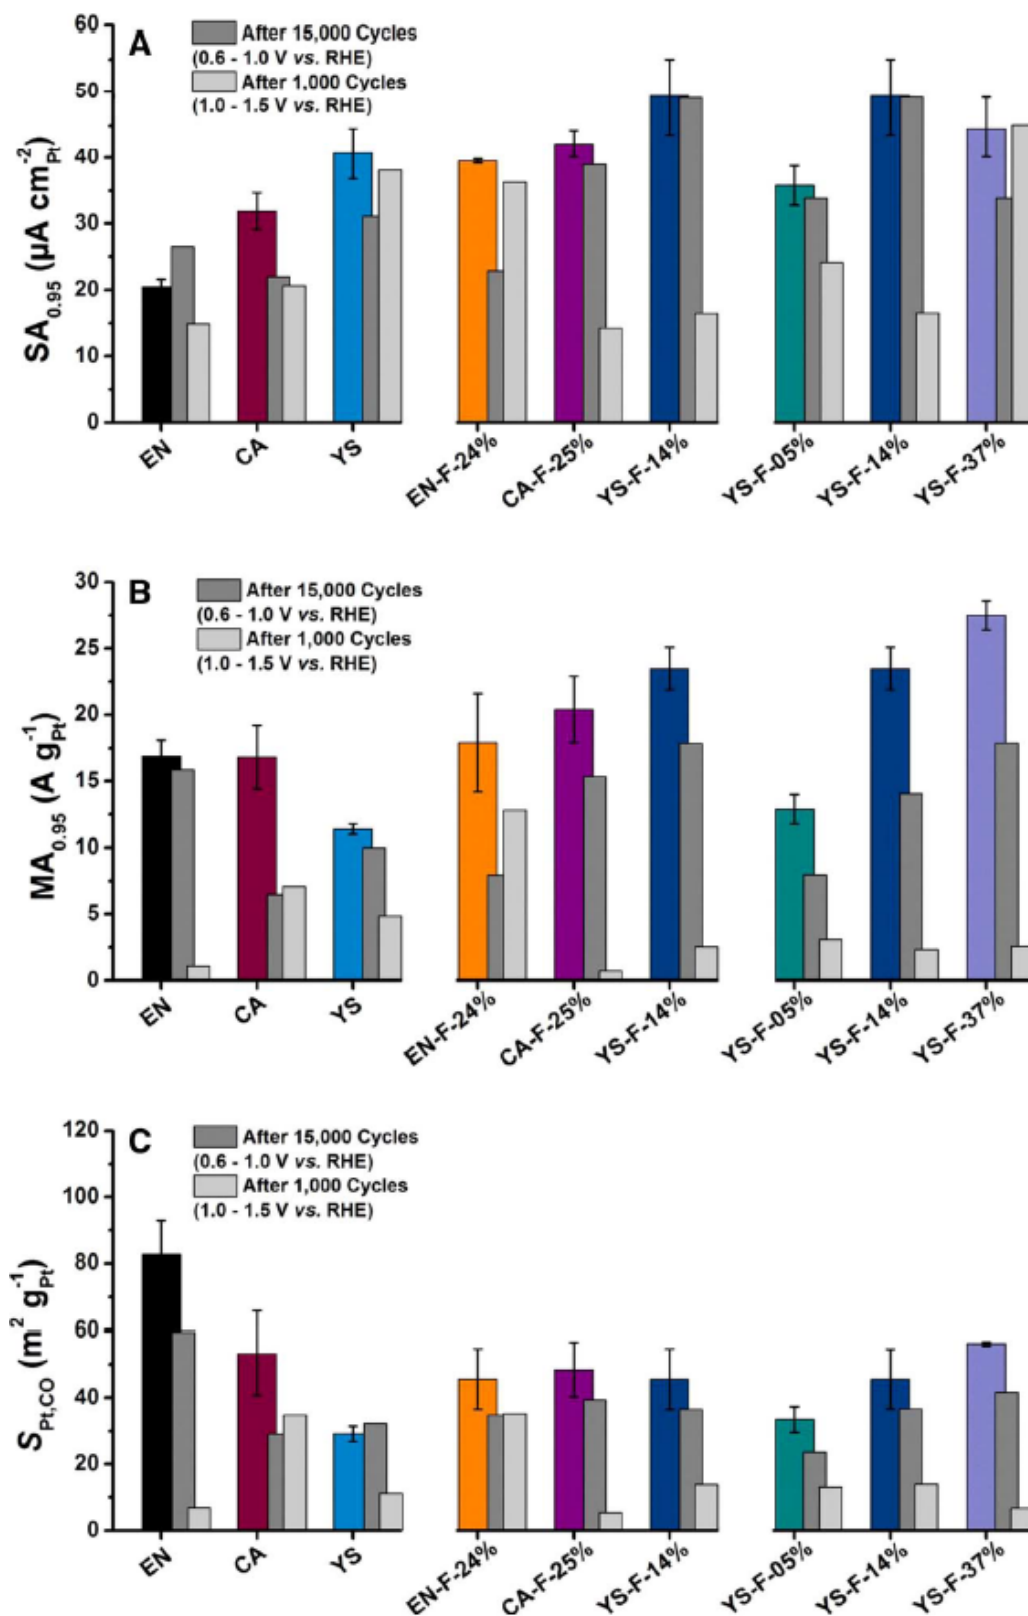 A
After 15,000 Cycles
(0.6 - 1.0 V vs. RHE)
After 1.000 Cycles
(1.0 - 1.5 V vs. RHE)
60
50
40
30
20
10
0
SA0.95 (µA cm-2Pt)
EN CA YS EN-F-24% CA-F-25% YS-F-14% YS-F-05% YS-F-14% YS-F-37%
B
After 15,000 Cycles
(0.6 - 1.0 V vs. RHE)
After 1,000 Cycles
(1.0 - 1.5 V vs. RHE)
30
25
20
15
10
5
0
MA0.95 (A g-1Pt)
EN CA YS EN-F-24% CA-F-25% YS-F-14% YS-F-05% YS-F-14% YS-F-37%
C
After 15,000 Cycles
(0.6 - 1.0 V vs. RHE)
After 1,000 Cycles
(1.0 - 1.5 V vs. RHE)
120
100
80
60
40
20
0
SPt,CO (m2 g-1Pt)
EN CA YS EN-F-24% CA-F-25% YS-F-14% YS-F-05% YS-F-14% YS-F-37%